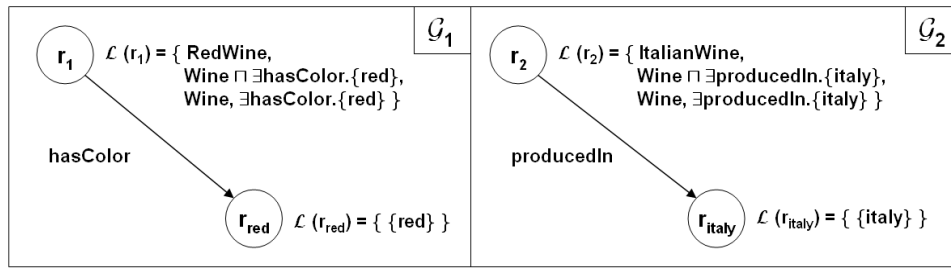 𝒢1
r1
ℒ (r1) = { RedWine,
Wine ⊓ ∃hasColor.{red},
Wine, ∃hasColor.{red} }
hasColor
rred
ℒ (rred) = { {red} }
𝒢2
r2
ℒ (r2) = { ItalianWine,
Wine ⊓ ∃producedIn.{italy},
Wine, ∃producedIn.{italy} }
producedIn
ritaly
ℒ (ritaly) = { {italy} }